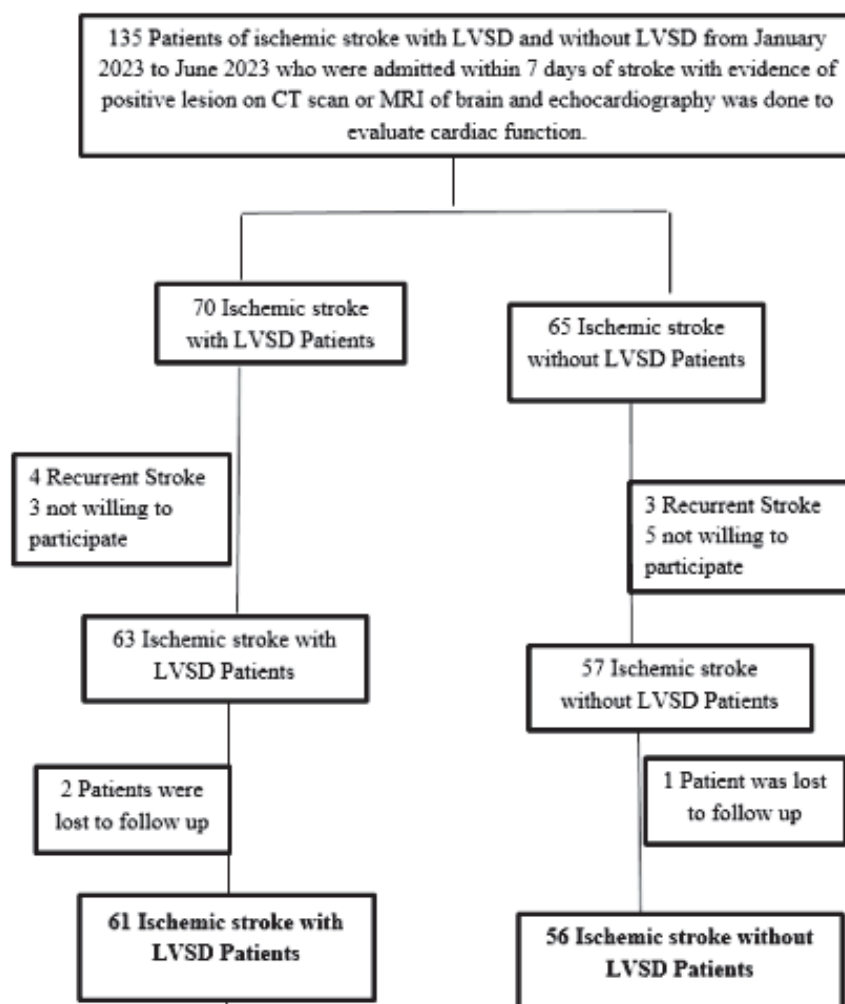 135 Patients of ischemic stroke with LVSD and without LVSD from January
2023 to June 2023 who were admitted within 7 days of stroke with evidence of
positive lesion on CT scan or MRI of brain and echocardiography was done to
evaluate cardiac function.
70 Ischemic stroke
with LVSD Patients
65 Ischemic stroke
without LVSD Patients
4 Recurrent Stroke
3 not willing to
participate
3 Recurrent Stroke
5 not willing to
participate
63 Ischemic stroke with
LVSD Patients
57 Ischemic stroke
without LVSD Patients
2 Patients were
lost to follow up
1 Patient was lost
to follow up
61 Ischemic stroke with
LVSD Patients
56 Ischemic stroke without
LVSD Patients